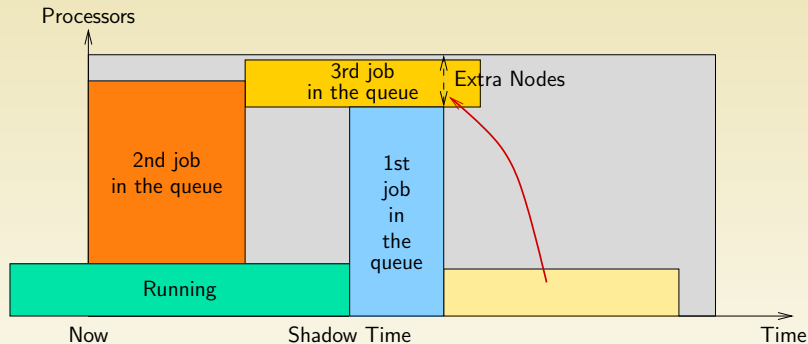 Processors
3rd job
in the queue
Extra Nodes
2nd job
in the queue
1st
job
in
the
queue
Running
Now
Shadow Time
Time